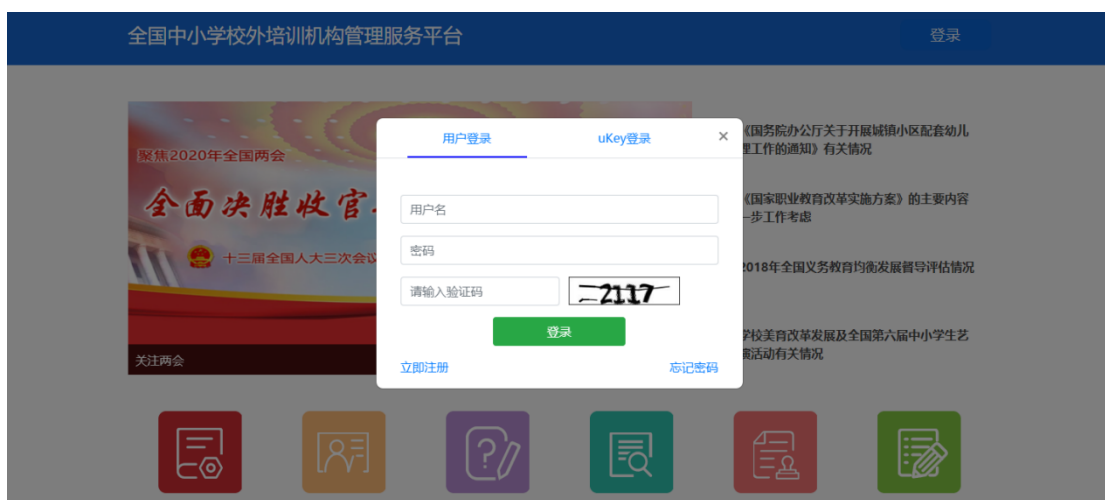 全国中小学校外培训机构管理服务平台
登录
聚焦2020年全国两会
全面决胜收官
十三届全国人大三次会议
关注两会
用户登录
uKey登录
×
用户名
密码
请输入验证码
2117
登录
立即注册
忘记密码
《国务院办公厅关于开展城镇小区配套幼儿
理工作的通知》有关情况
《国家职业教育改革实施方案》的主要内容
一步工作考虑
2018年全国义务教育均衡发展督导评估情况
学校美育改革发展及全国第六届中小学生艺
演活动有关情况